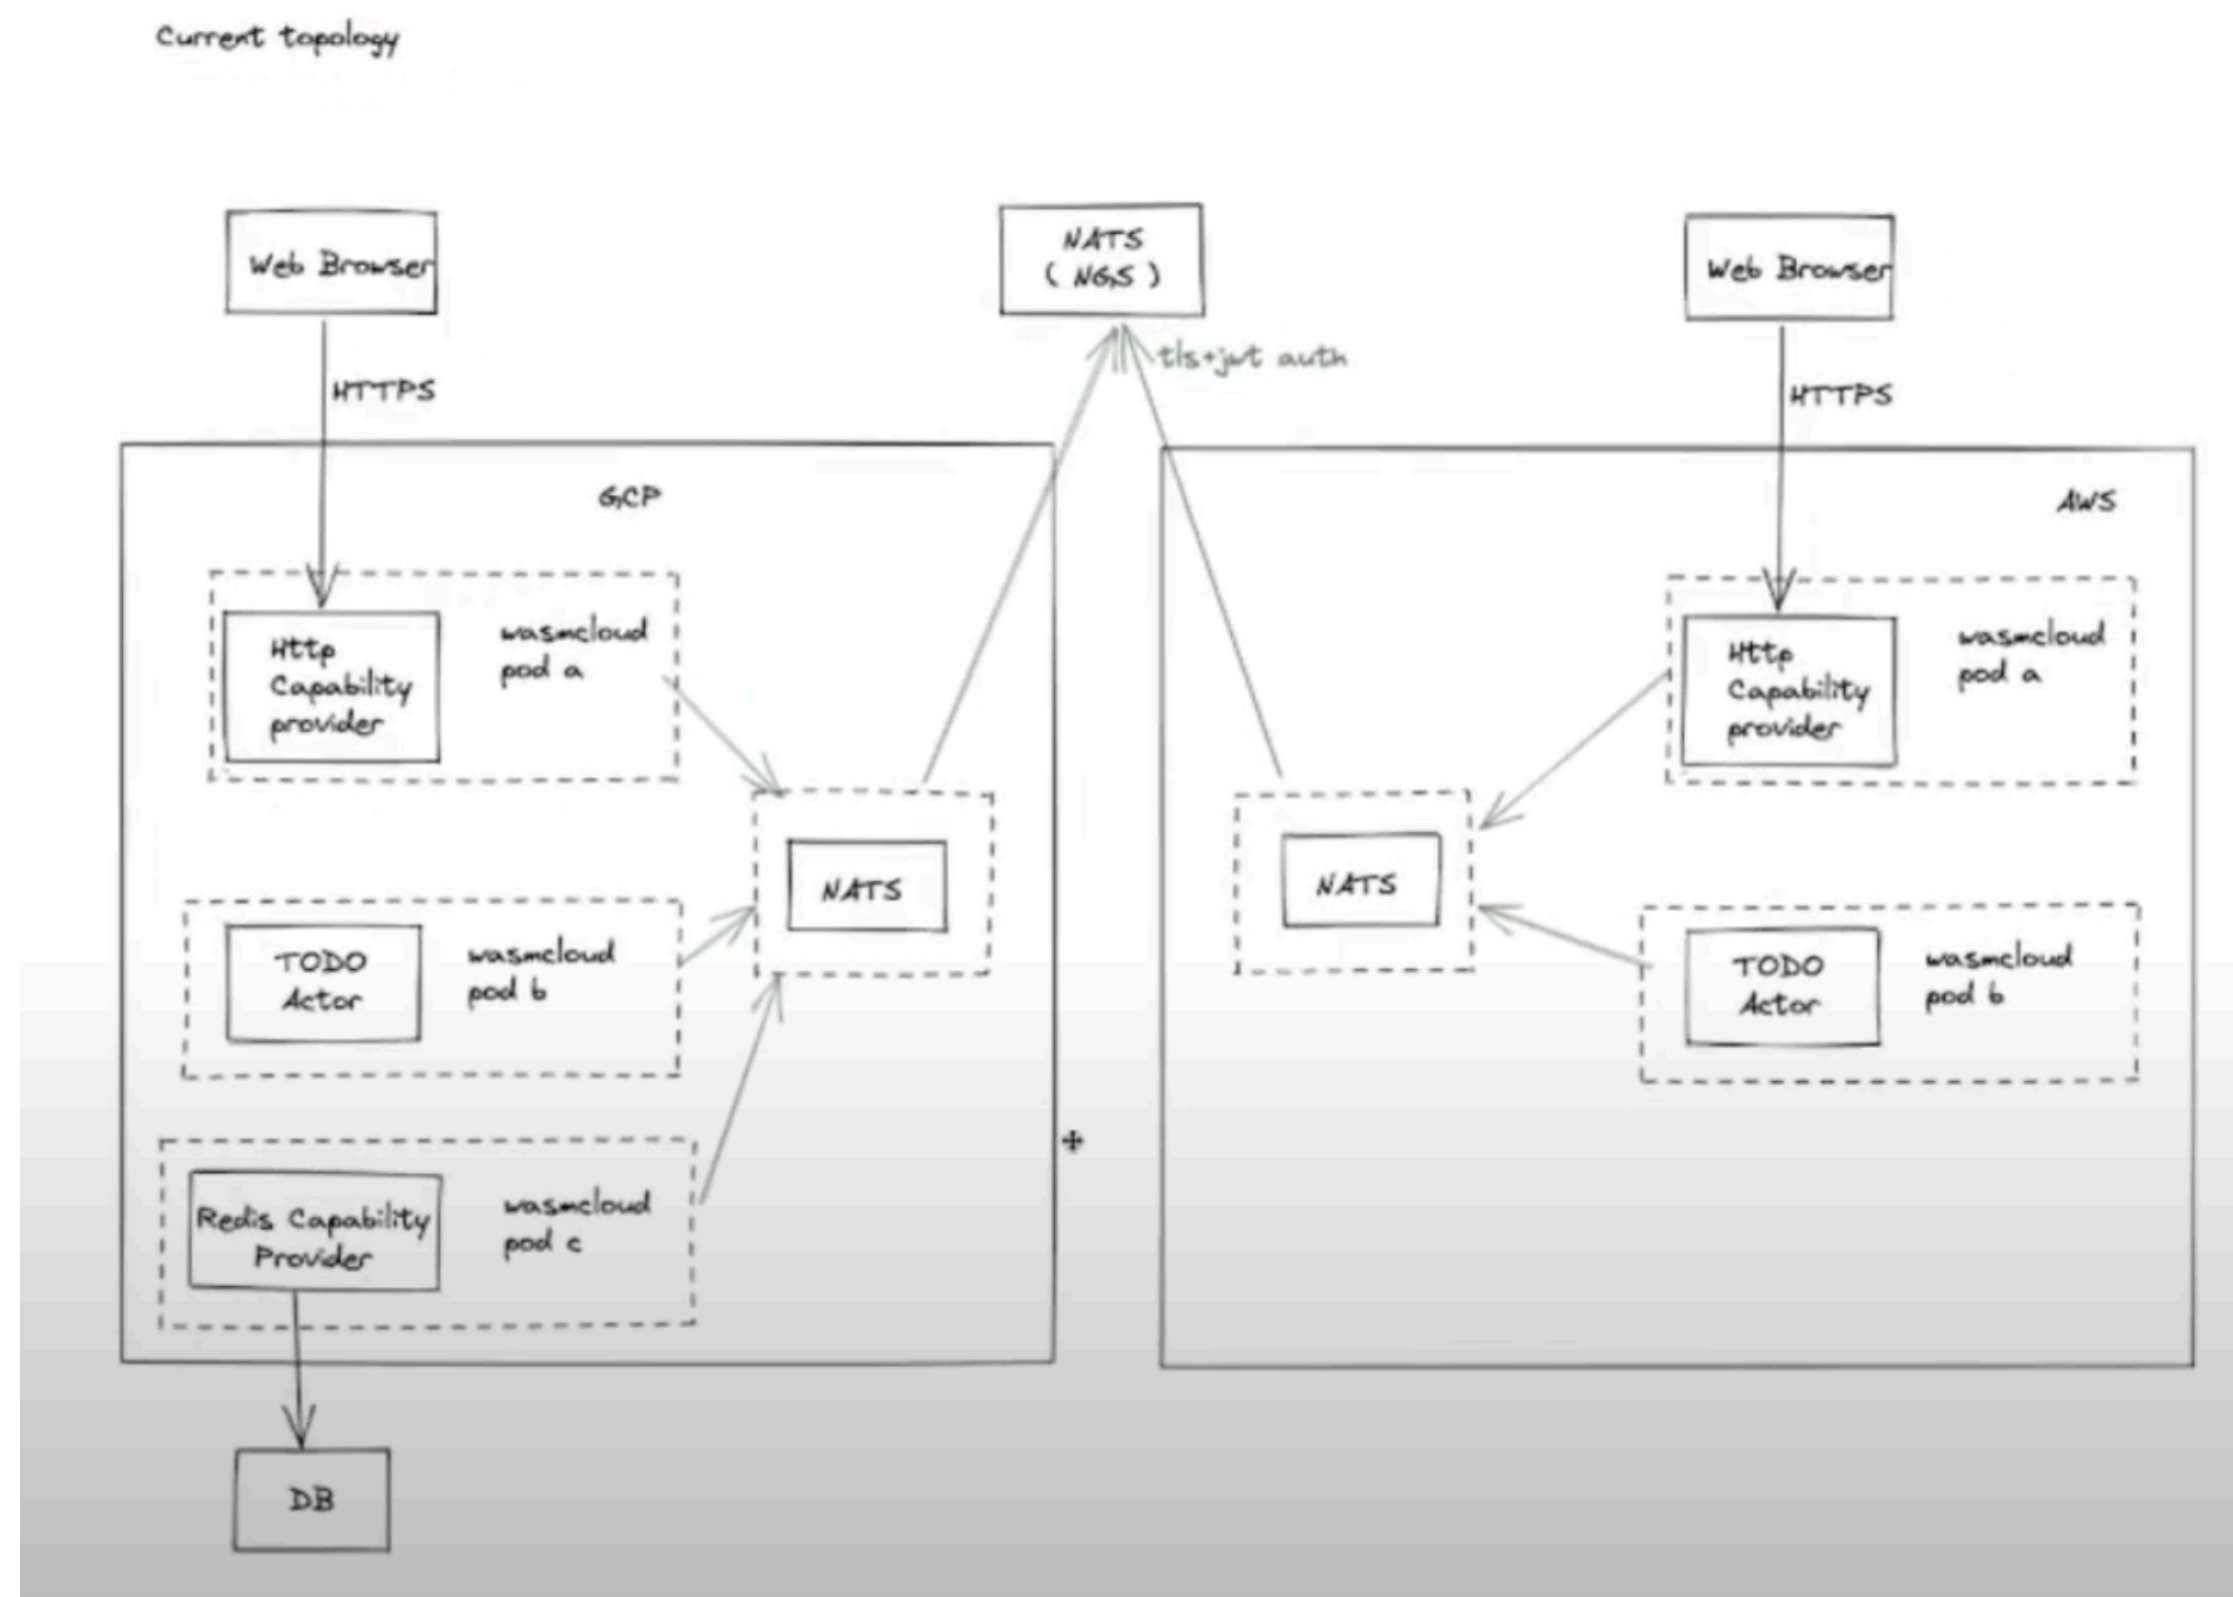 Current topology
Web Browser
NATS
( NGS )
Web Browser
tls+jwt auth
HTTPS
HTTPS
GCP
AWS
Http
Capability
provider
wasmcloud
pod a
Http
Capability
provider
wasmcloud
pod a
NATS
NATS
TODO
Actor
wasmcloud
pod b
TODO
Actor
wasmcloud
pod b
Redis Capability
Provider
wasmcloud
pod c
DB